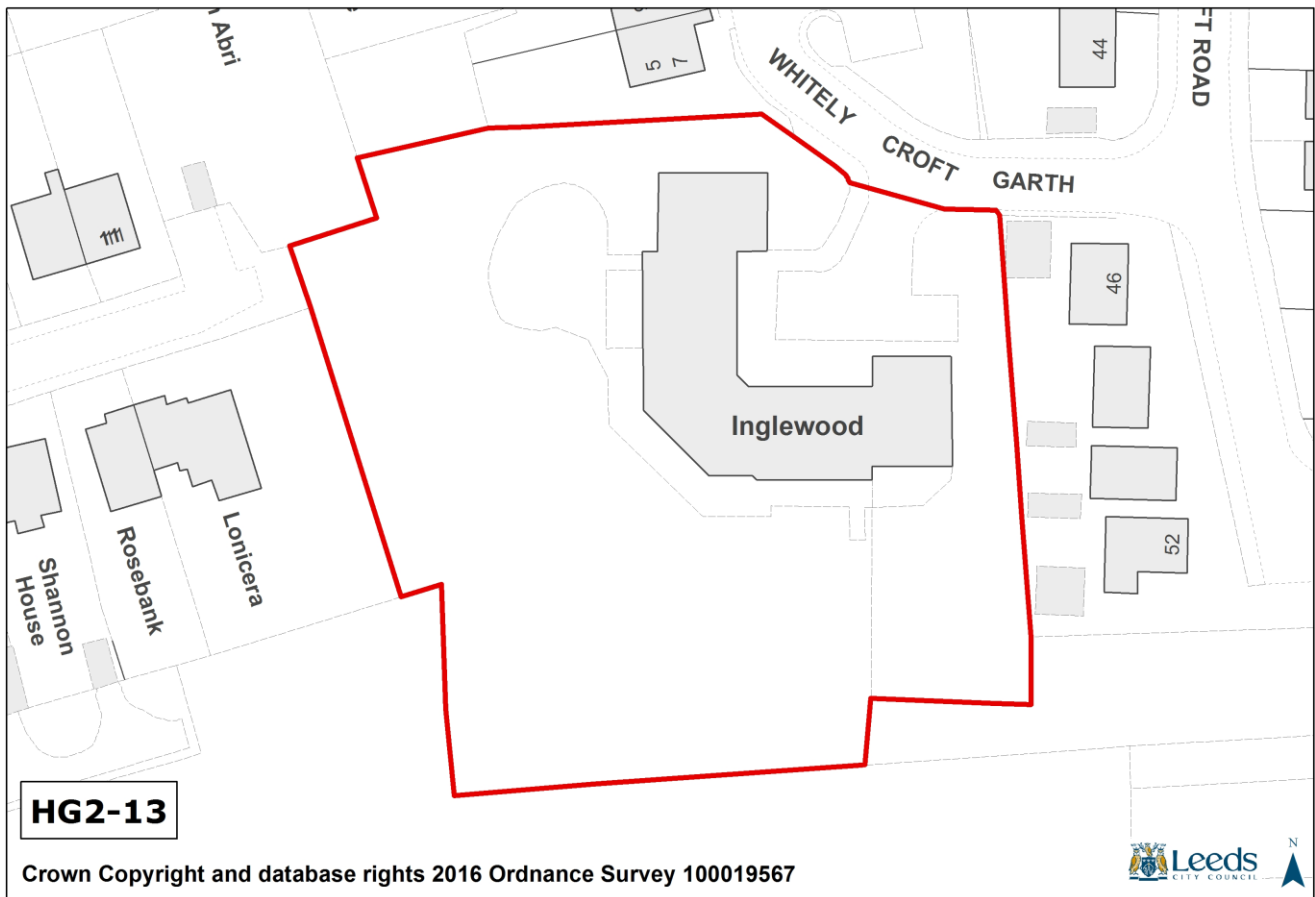 Abri
5
7
44
FT ROAD
WHITELY
CROFT
GARTH
46
Inglewood
Lonicera
Rosebank
Shannon
House
52
HG2-13
Crown Copyright and database rights 2016 Ordnance Survey 100019567
Leeds
CITY COUNCIL
N